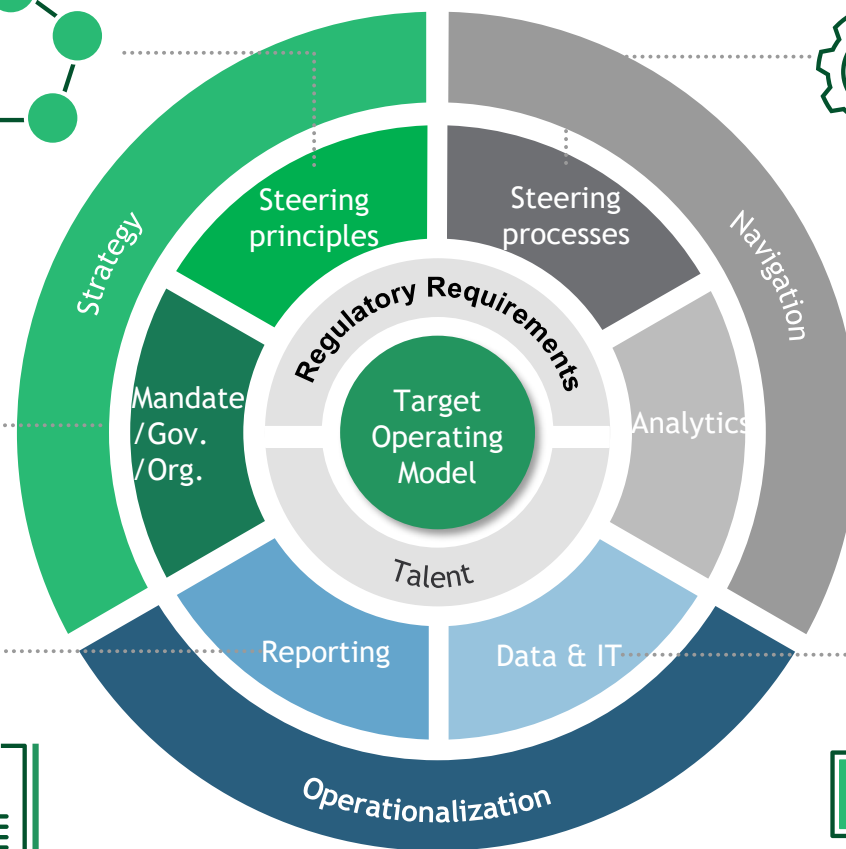 Steering
principles
Steering
processes
Strategy
Navigation
Regulatory Requirements
Mandate
/Gov.
/Org.
Target
Operating
Model
Analytics
Talent
Reporting
Data & IT
Operationalization